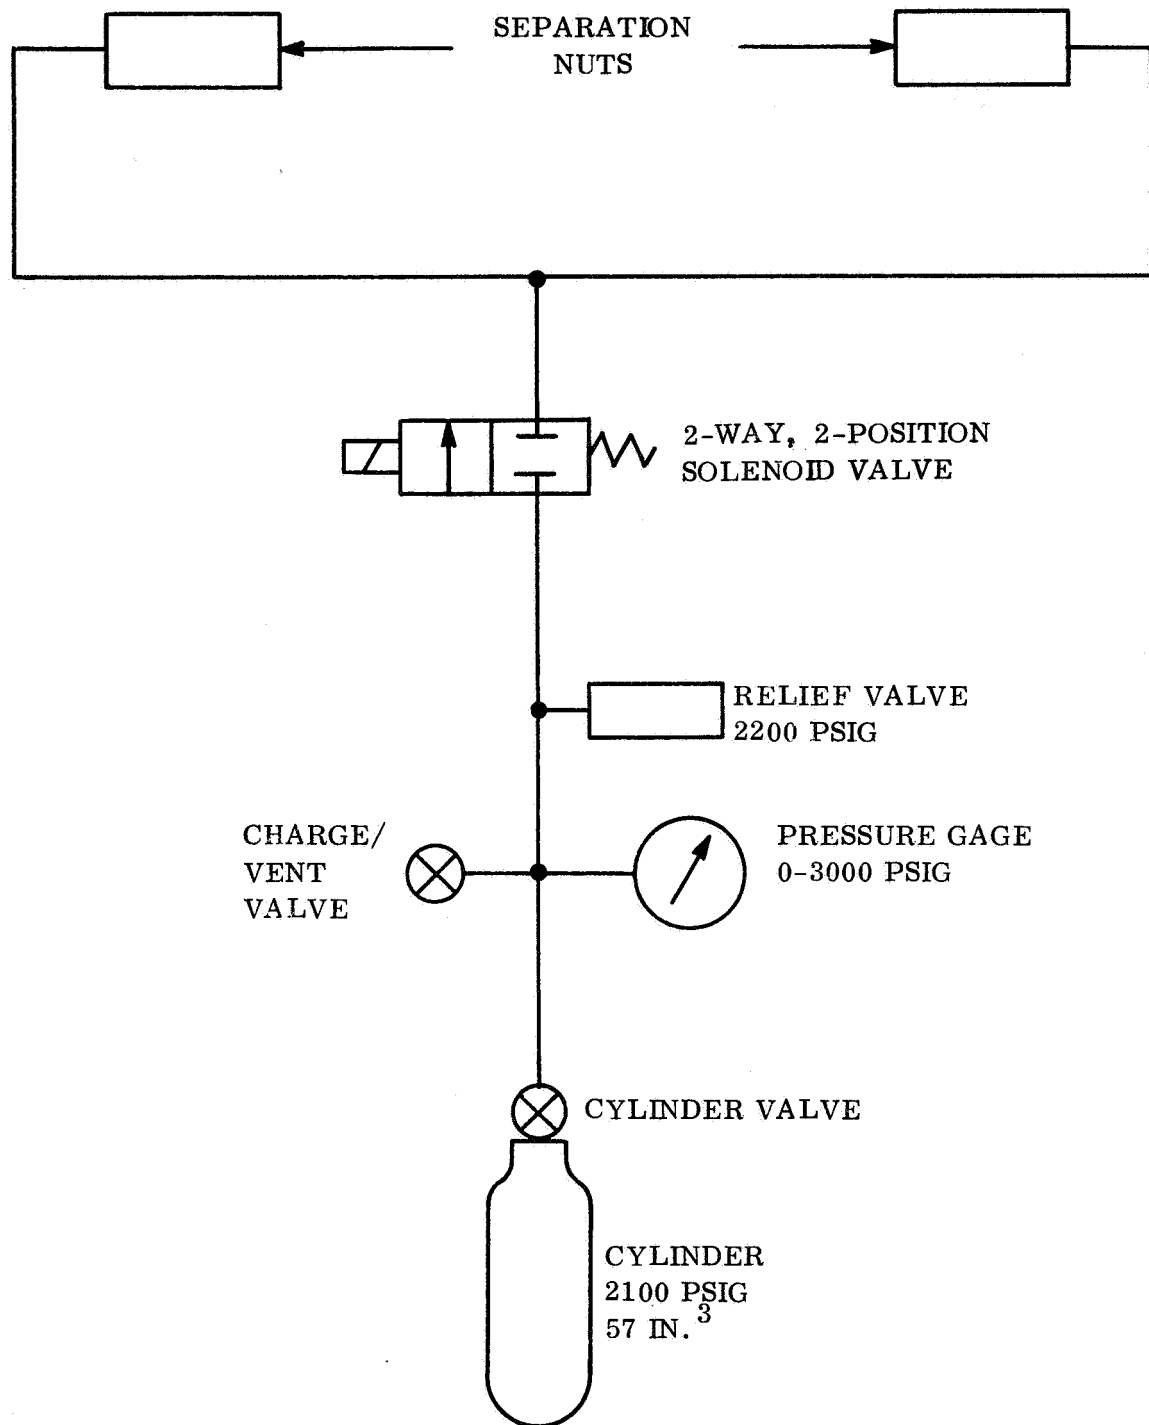 SEPARATION
NUTS
2-WAY, 2-POSITION
SOLENOID VALVE
RELIEF VALVE
2200 PSIG
CHARGE/
VENT
VALVE
PRESSURE GAGE
0-3000 PSIG
CYLINDER VALVE
CYLINDER
2100 PSIG
57 IN.³